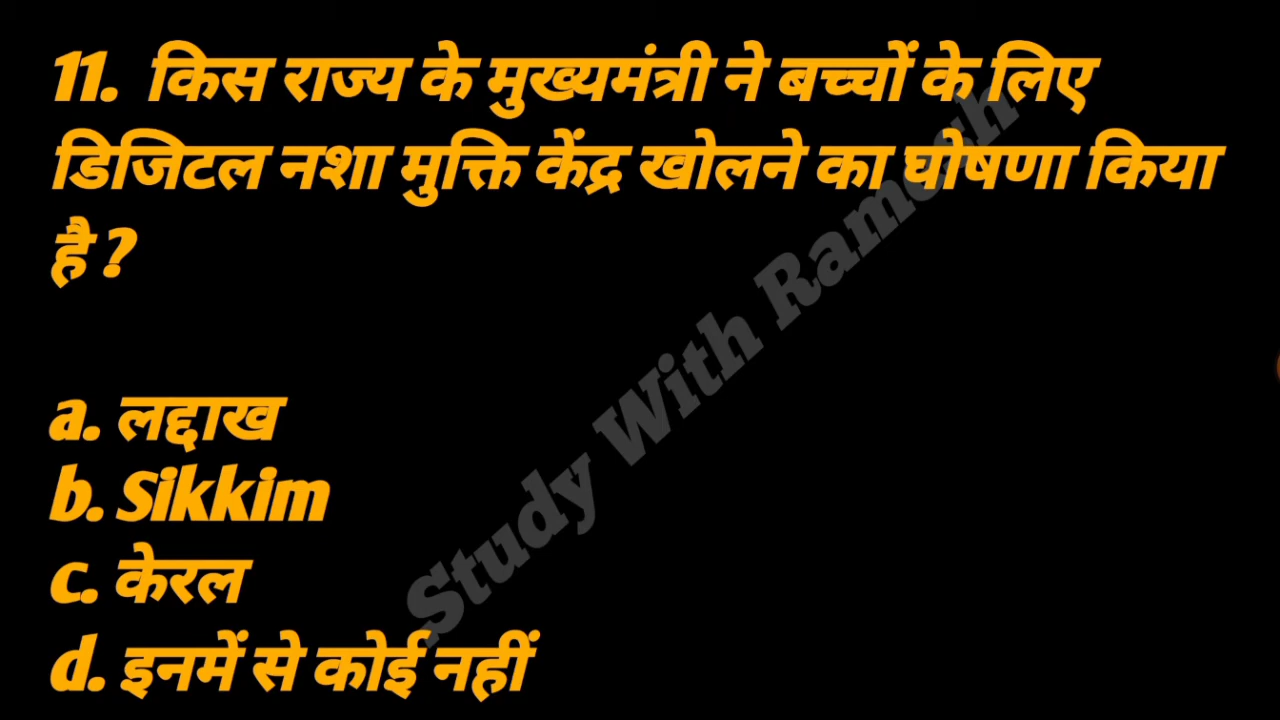 11. किस राज्य के मुख्यमंत्री ने बच्चों के लिए
डिजिटल नशा मुक्ति केंद्र खोलने का घोषणा किया
है ?
a. लद्दाख
b. Sikkim
c. केरल
d. इनमें से कोई नहीं
Study With Ramesh